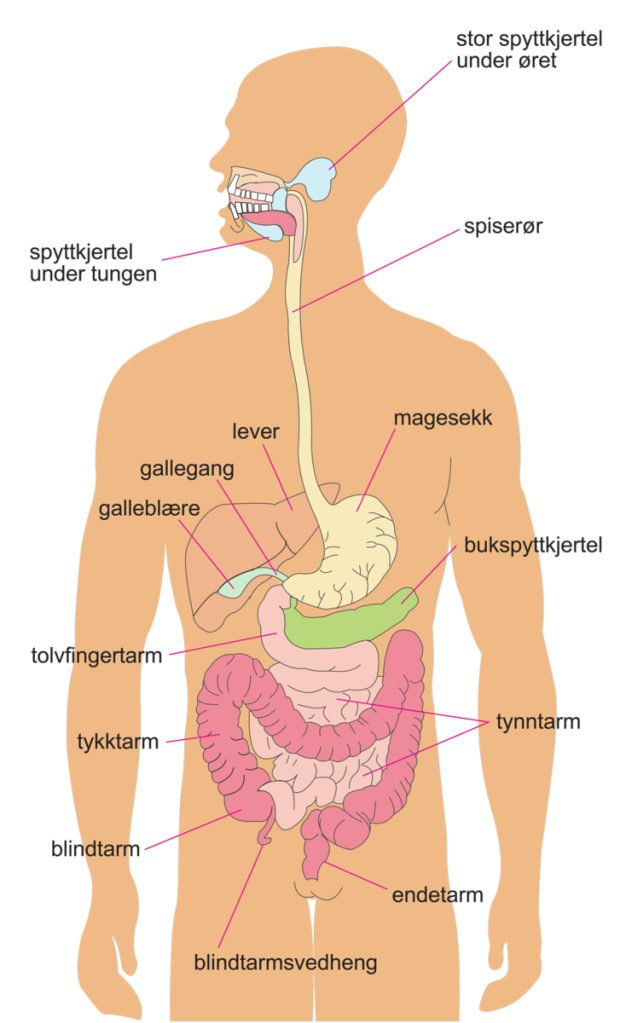 stor spyttkjertel
under øret
spiserør
spyttkjertel
under tungen
magesekk
lever
gallegang
galleblære
bukspyttkjertel
tolvfingertarm
tynntarm
tykktarm
blindtarm
endetarm
blindtarmsvedheng